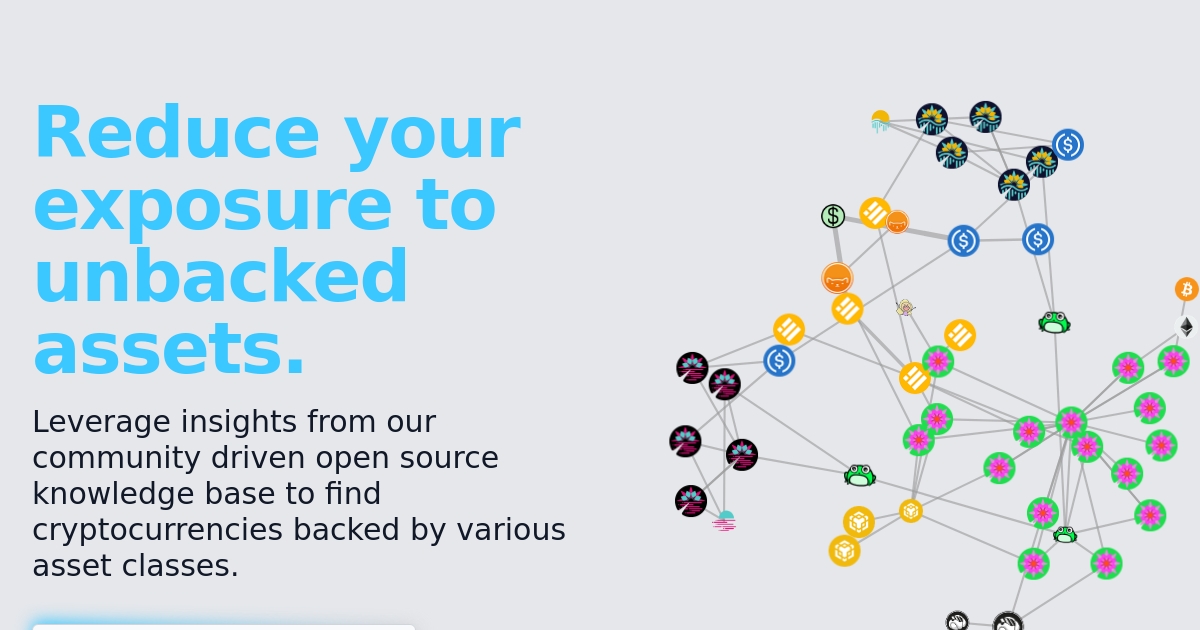 Reduce your
exposure to
unbacked
assets.
Leverage insights from our
community driven open source
knowledge base to find
cryptocurrencies backed by various
asset classes.